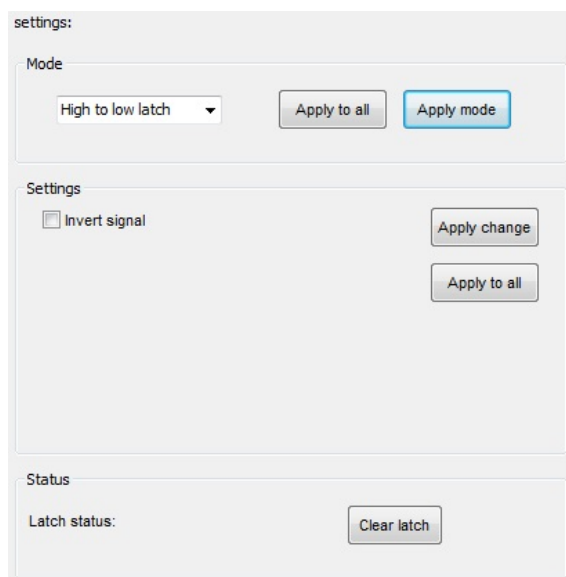 settings:
Mode
High to low latch
Apply to all
Apply mode
Settings
Invert signal
Apply change
Apply to all
Status
Latch status:
Clear latch